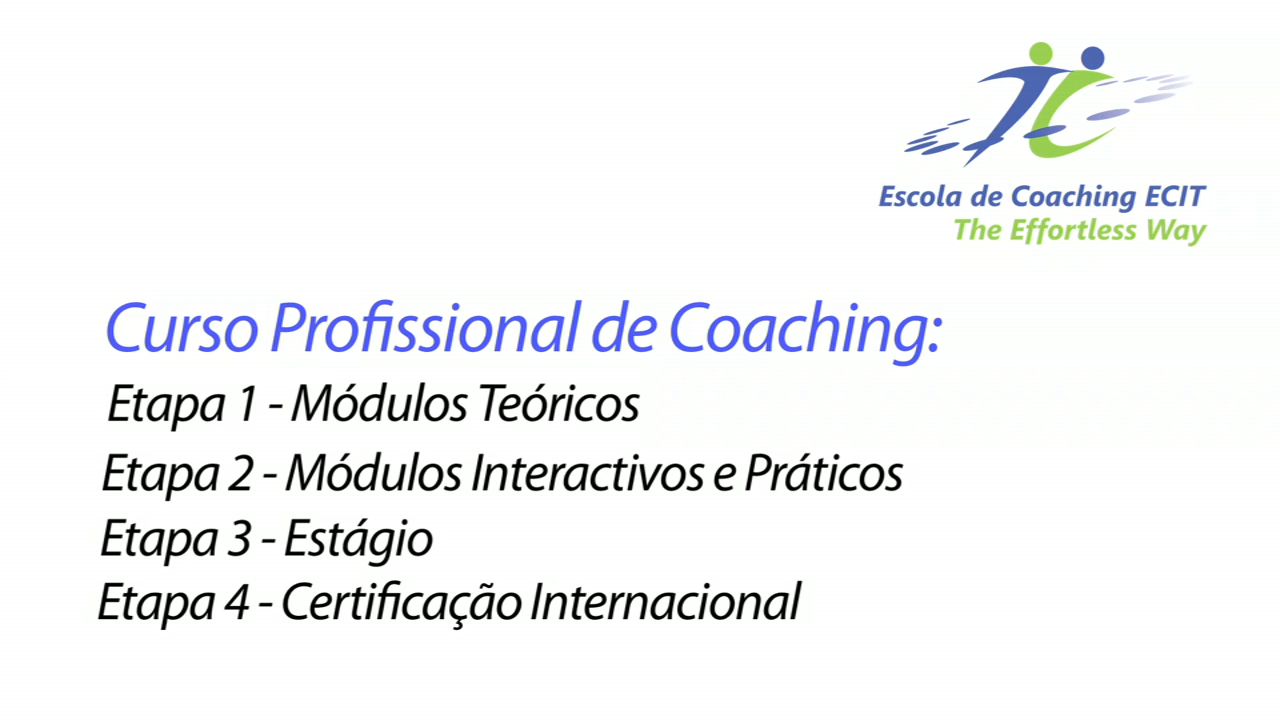 Escola de Coaching ECIT
The Effortless Way
Curso Profissional de Coaching:
Etapa 1 - Módulos Teóricos
Etapa 2 - Módulos Interactivos e Práticos
Etapa 3 - Estágio
Etapa 4 - Certificação Internacional